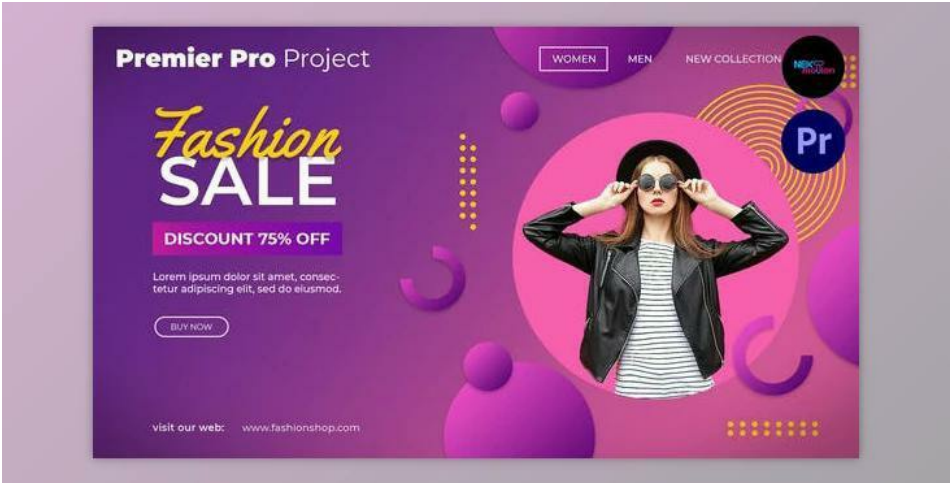 Premier Pro Project
WOMEN MEN NEW COLLECTION
Fashion
SALE
DISCOUNT 75% OFF
Lorem ipsum dolor sit amet, consec-
tetur adipiscing elit, sed do eiusmod.
BUY NOW
visit our web: www.fashionshop.com
Pr